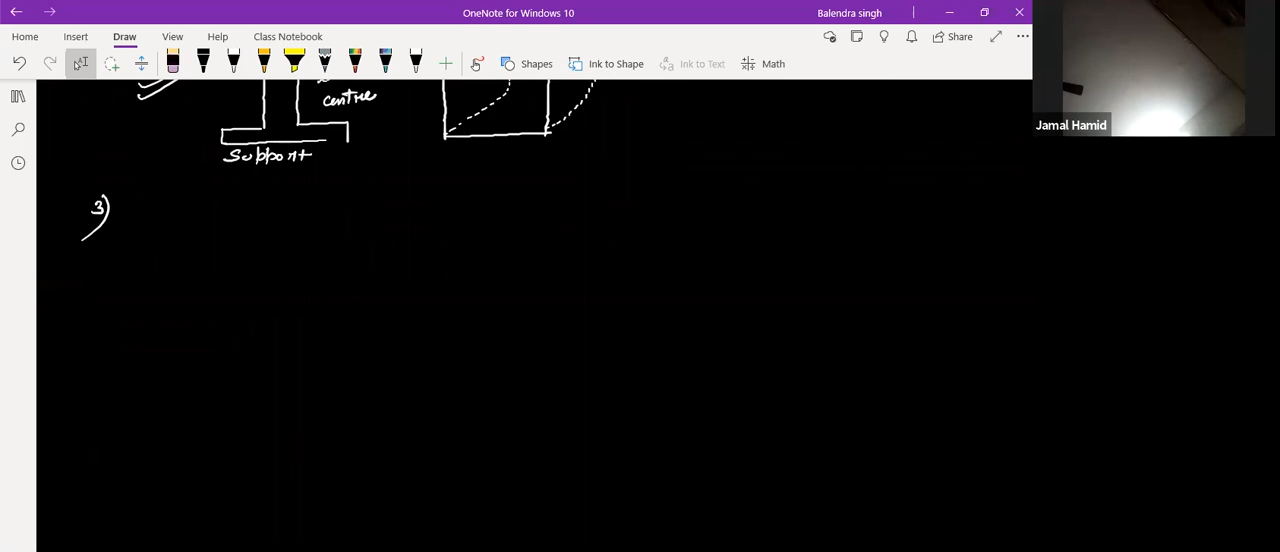 OneNote for Windows 10
Balendra singh
Home Insert Draw View Help Class Notebook
Share
Shapes Ink to Shape Ink to Text Math
Jamal Hamid
centre
Support
3)